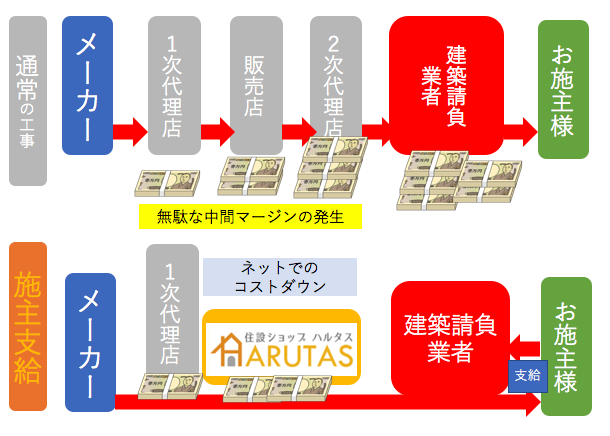 通常の工事
メーカー
1次代理店
販売店
2次代理店
建築請負
業者
お施主様
無駄な中間マージンの発生
施主支給
メーカー
1次代理店
ネットでの
コストダウン
住設ショップ ハルタス
HARUTAS
建築請負
業者
支給
お施主様